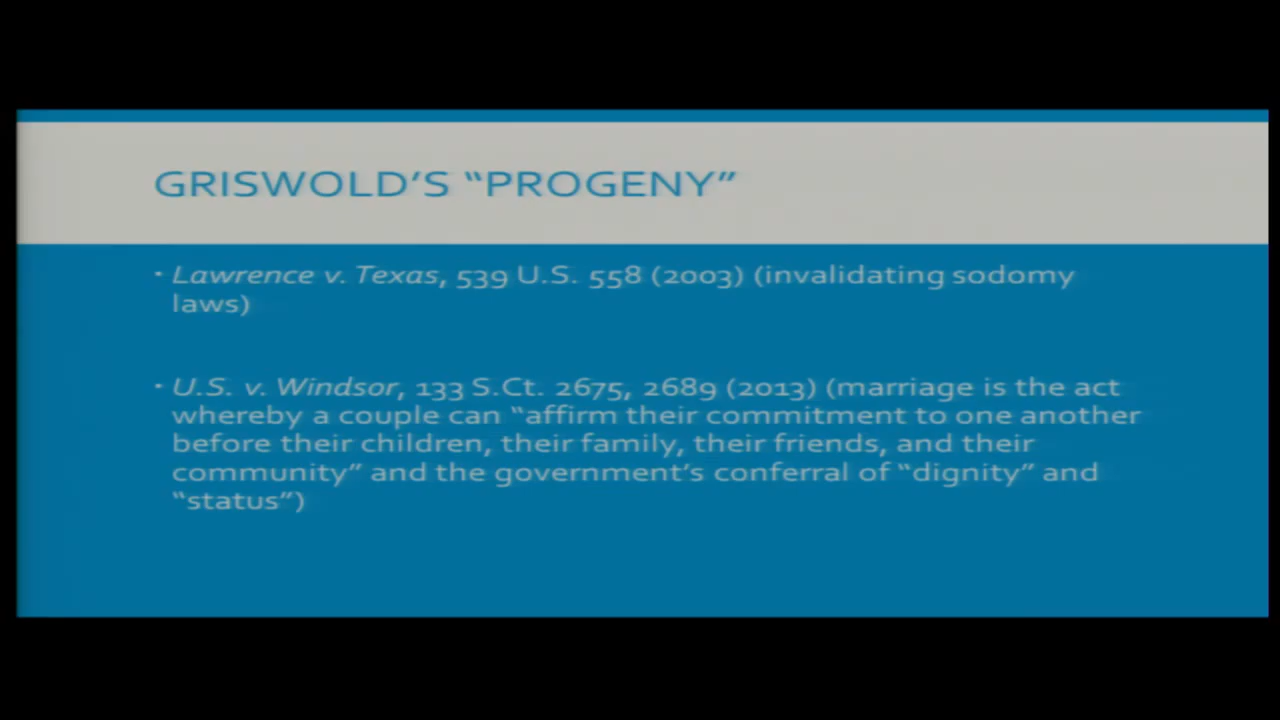 GRISWOLD’S “PROGENY”
▪ Lawrence v. Texas, 539 U.S. 558 (2003) (invalidating sodomy
laws)
▪ U.S. v. Windsor, 133 S.Ct. 2675, 2689 (2013) (marriage is the act
whereby a couple can “affirm their commitment to one another
before their children, their family, their friends, and their
community” and the government’s conferral of “dignity” and
“status”)